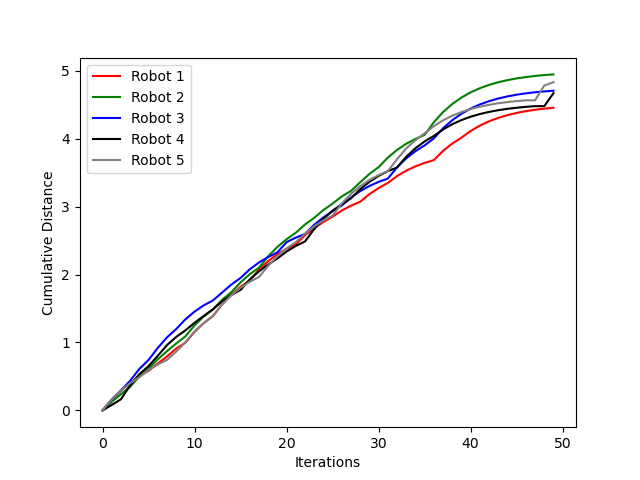 Robot 1
Robot 2
Robot 3
Robot 4
Robot 5
Cumulative Distance
5
4
3
2
1
0
0 10 20 30 40 50
Iterations